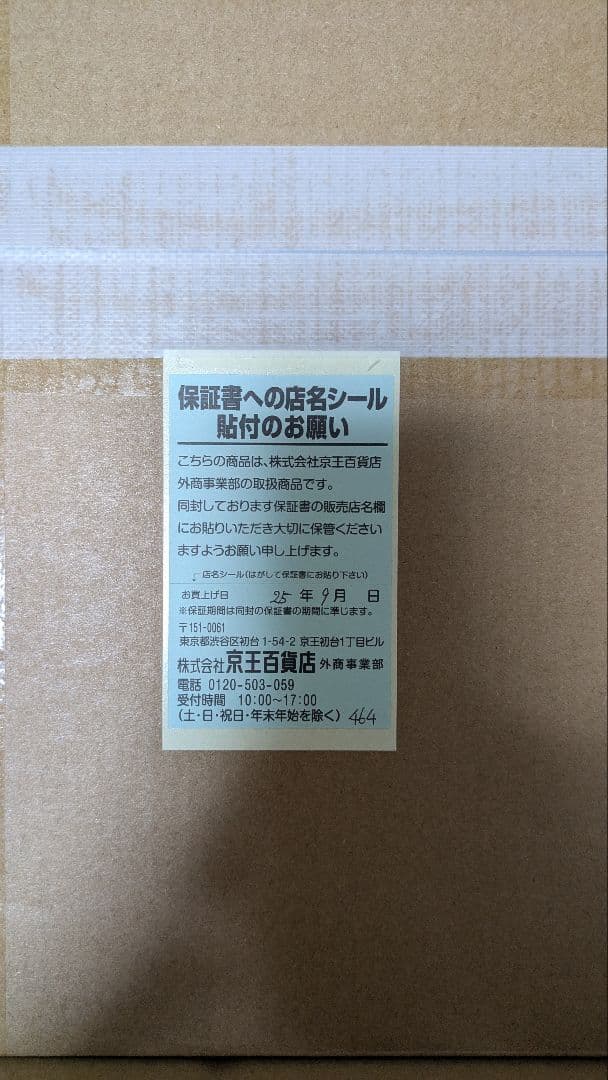 保証書への店名シール
貼付のお願い
こちらの商品は、株式会社京王百貨店
外商事業部の取扱商品です。
同封しております保証書の販売店名欄
にお貼りいただき大切に保管ください
ますようお願い申し上げます。
店名シール(はがして保証書にお貼り下さい)
お買上げ日 25 年 9月 日
※保証期間は同封の保証書の期間に準じます。
〒151-0061
東京都渋谷区初台1-54-2 京王初台1丁目ビル
株式会社京王百貨店 外商事業部
電話 0120-503-059
受付時間 10:00~17:00
(土・日・祝日・年末年始を除く) 464